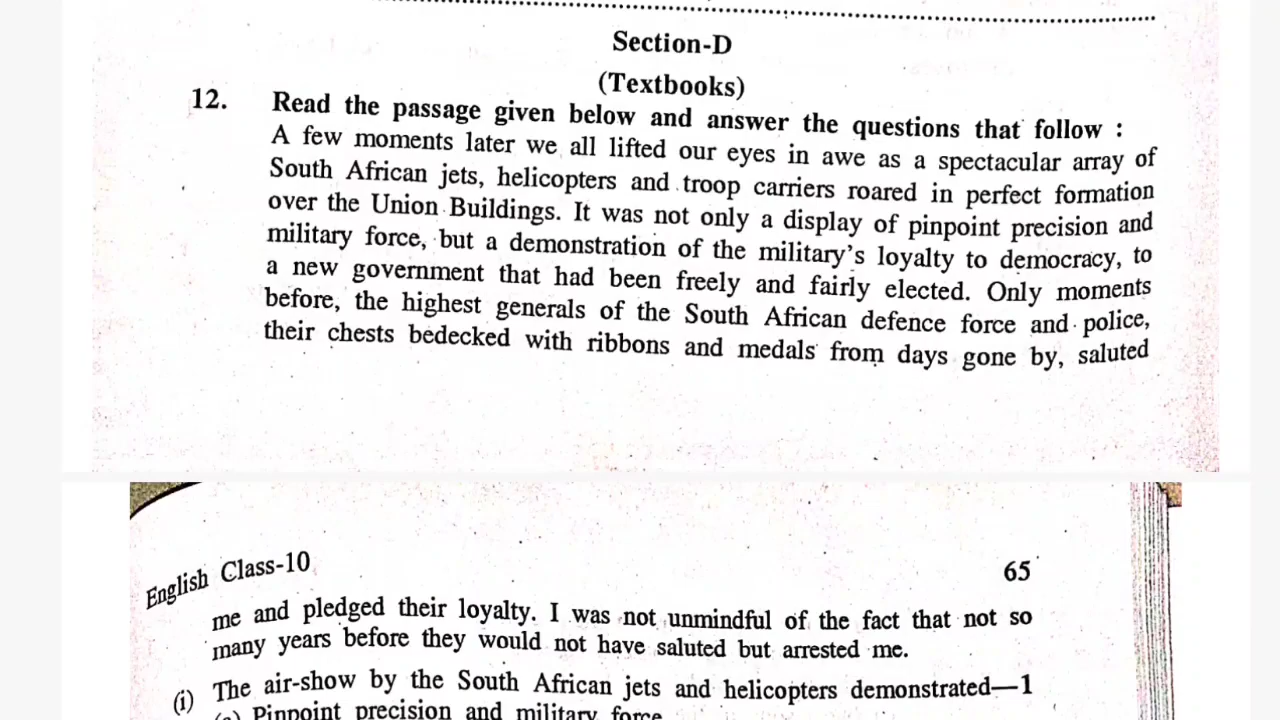 Section-D
(Textbooks)
12. Read the passage given below and answer the questions that follow :
A few moments later we all lifted our eyes in awe as a spectacular array of
South African jets, helicopters and troop carriers roared in perfect formation
over the Union Buildings. It was not only a display of pinpoint precision and
military force, but a demonstration of the military's loyalty to democracy, to
a new government that had been freely and fairly elected. Only moments
before, the highest generals of the South African defence force and police,
their chests bedecked with ribbons and medals from days gone by, saluted
English Class-10 65
me and pledged their loyalty. I was not unmindful of the fact that not so
many years before they would not have saluted but arrested me.
(i) The air-show by the South African jets and helicopters demonstrated—1
Pinpoint precision and military force